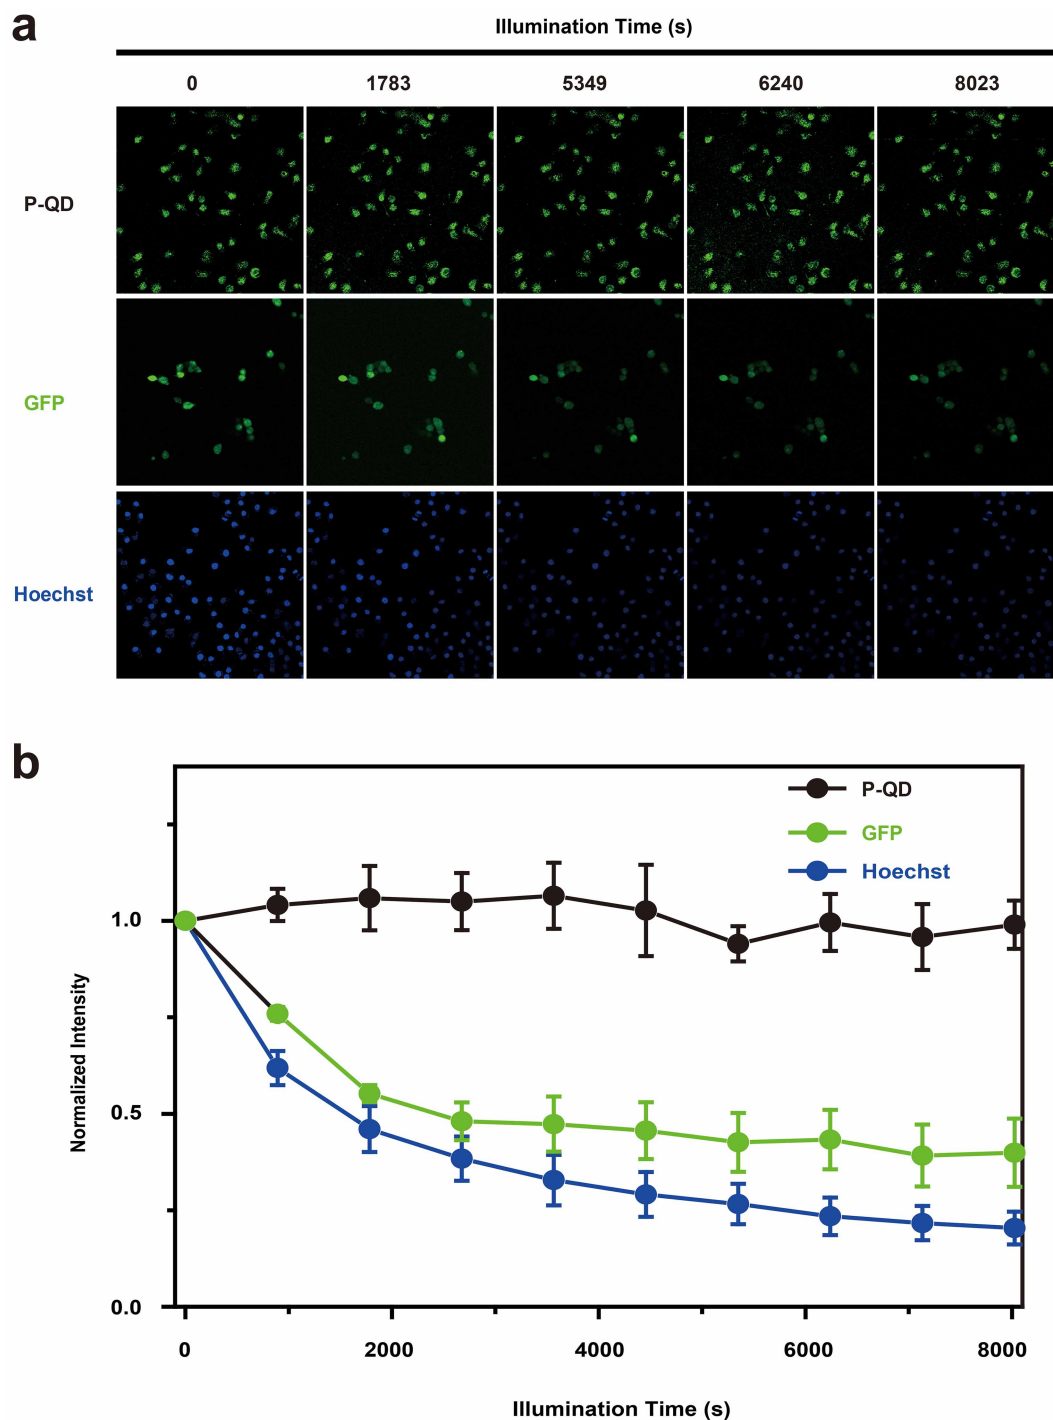 a
Illumination Time (s)
0 1783 5349 6240 8023
P-QD
GFP
Hoechst
b
P-QD
GFP
Hoechst
1.0
0.5
0.0
Normalized Intensity
0 2000 4000 6000 8000
Illumination Time (s)